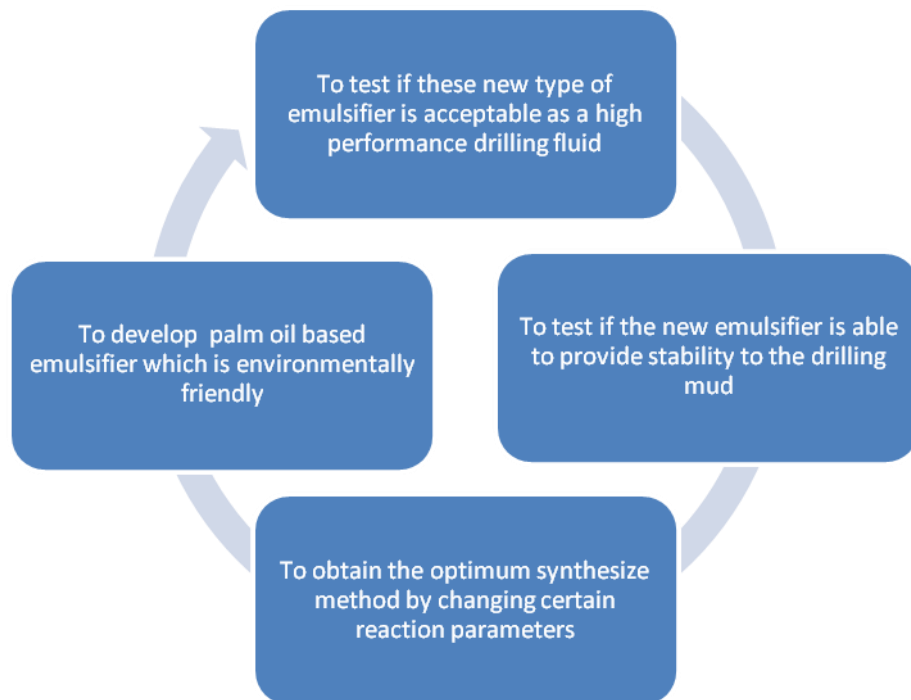 To test if these new type of
emulsifier is acceptable as a high
performance drilling fluid
To test if the new emulsifier is able
to provide stability to the drilling
mud
To obtain the optimum synthesize
method by changing certain
reaction parameters
To develop palm oil based
emulsifier which is environmentally
friendly